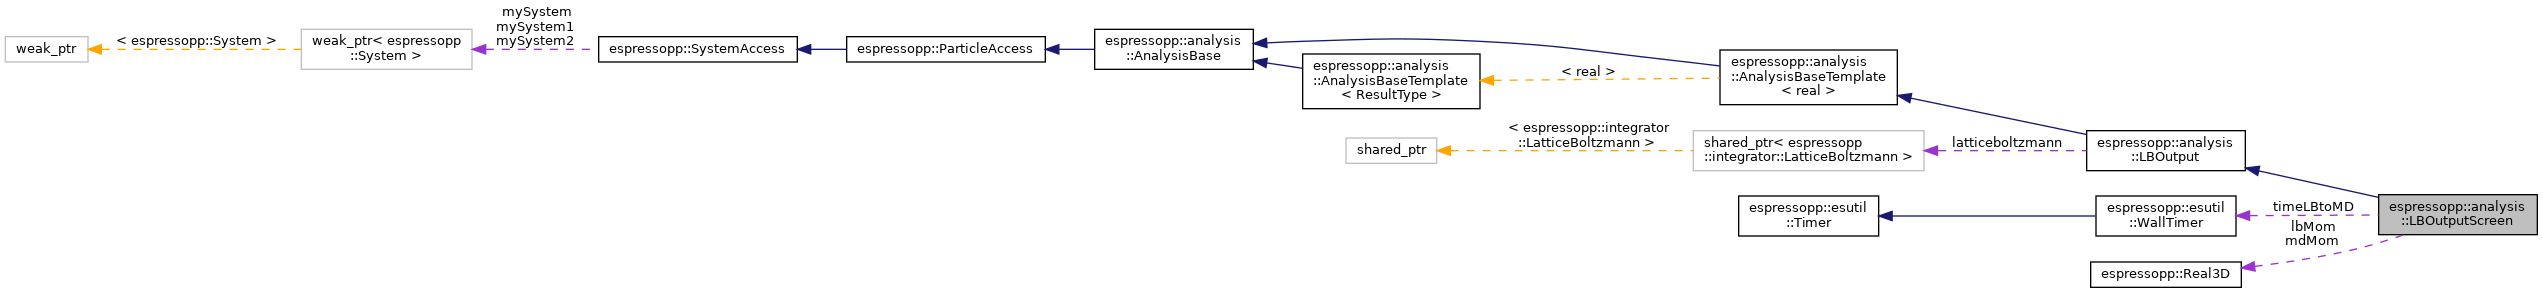 weak_ptr
< espressopp::System >
weak_ptr< espressopp
::System >
mySystem
mySystem1
mySystem2
espressopp::SystemAccess
espressopp::ParticleAccess
espressopp::analysis
::AnalysisBase
espressopp::analysis
::AnalysisBaseTemplate
< ResultType >
< real >
espressopp::analysis
::AnalysisBaseTemplate
< real >
shared_ptr
< espressopp::integrator
::LatticeBoltzmann >
shared_ptr< espressopp
::integrator::LatticeBoltzmann >
latticeboltzmann
espressopp::analysis
::LBOutput
espressopp::esutil
::Timer
espressopp::esutil
::WallTimer
timeLBtoMD
lbMom
mdMom
espressopp::analysis
::LBOutputScreen
espressopp::Real3D